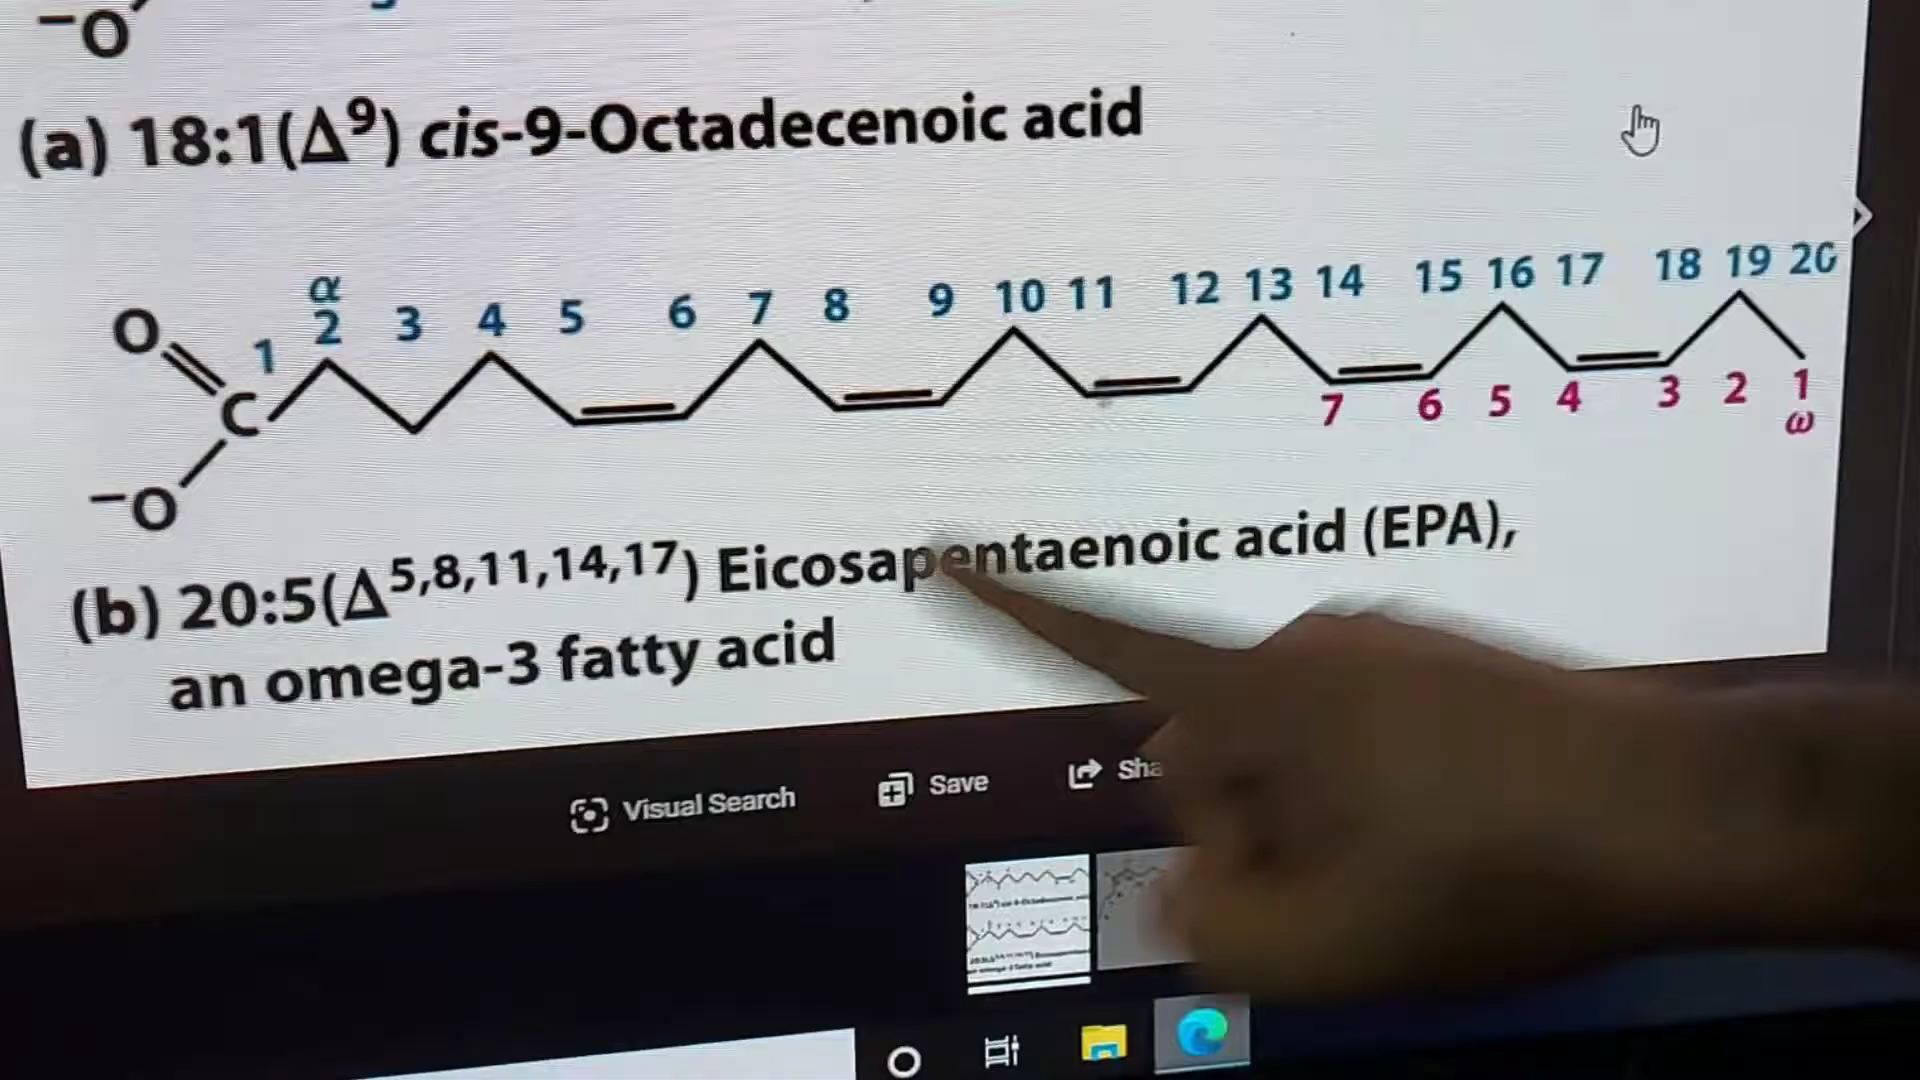 ⁻O
(a) 18:1(Δ⁹) cis-9-Octadecenoic acid
α
1 2 3 4 5 6 7 8 9 10 11 12 13 14 15 16 17 18 19 20
O
C
⁻O
7 6 5 4 3 2 1
ω
(b) 20:5(Δ⁵,⁸,¹¹,¹⁴,¹⁷) Eicosapentaenoic acid (EPA),
an omega-3 fatty acid
Visual Search Save Sha